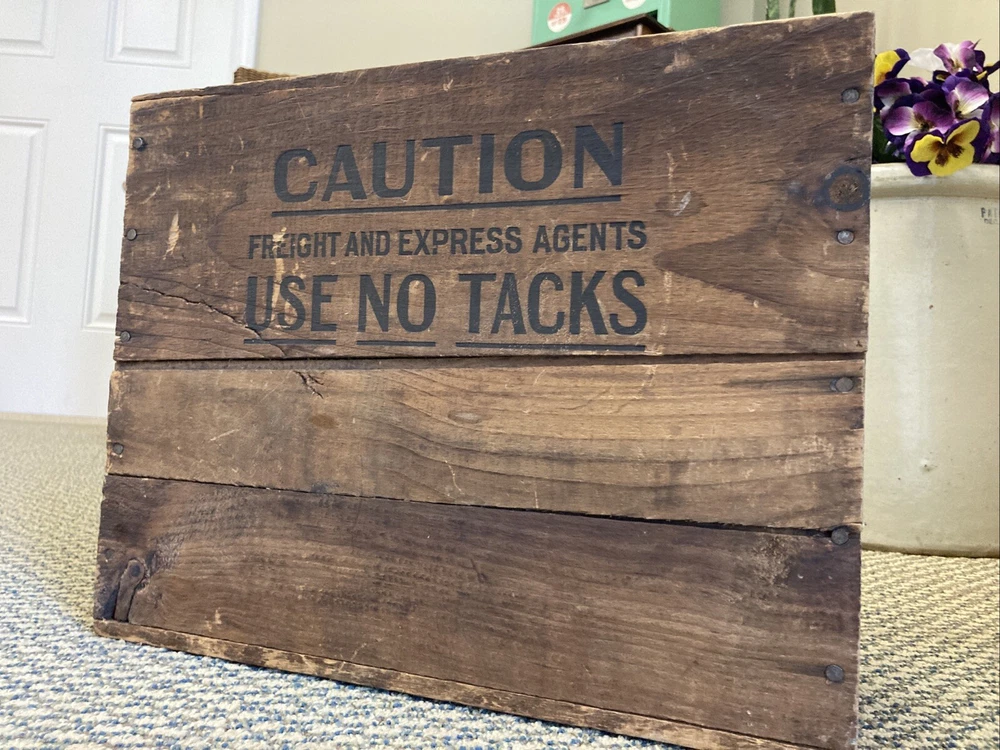 CAUTION
FREIGHT AND EXPRESS AGENTS
USE NO TACKS